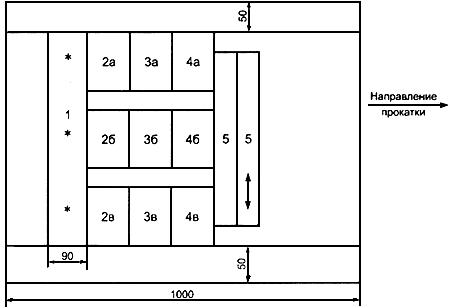 50
*
2а 3а 4а
Направление
прокатки
1
*
2б 3б 4б 5 5
*
2в 3в 4в
90
50
1000